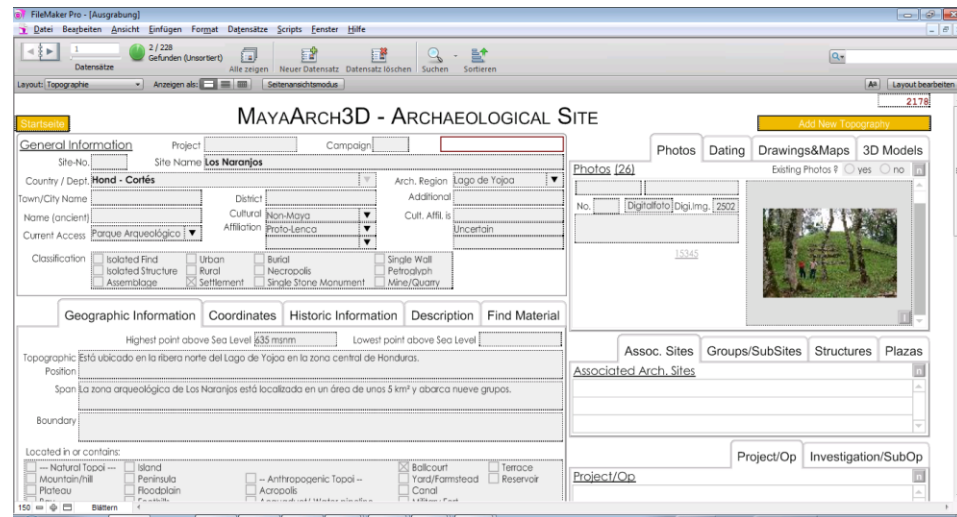 FileMaker Pro - [Ausgrabung]
Datei Bearbeiten Ansicht Einfügen Format Datensätze Scripts Fenster Hilfe
1
2 / 228
Gefunden (Unsortiert)
Datensätze
Alle zeigen Neuer Datensatz Datensatz löschen Suchen Sortieren
Layout: Topographie Anzeigen als: Seitenansichtsmodus Layout bearbeiten
2178
Startseite
MAYAARCH3D - ARCHAEOLOGICAL SITE
Add New Topography
General Information Project Campaign
Site-No. Site Name Los Naranjos
Country / Dept. Hond - Cortés Arch. Region Lago de Yojoa
Town/City Name District Additional
Name (ancient) Cultural Non-Maya Cult. Affil. is
Current Access Parque Arqueológico Affiliation Proto-Lenca Uncertain
Classification Isolated Find Urban Burial Single Wall
Isolated Structure Rural Necropolis Petroglyph
Assemblage Settlement Single Stone Monument Mine/Quarry
Photos Dating Drawings&Maps 3D Models
Photos (26) Existing Photos ? yes no n
No. Digitalfoto Digi.Img. 2502
15345
Geographic Information Coordinates Historic Information Description Find Material
Highest point above Sea Level 635 msnm Lowest point above Sea Level
Topographic Está ubicado en la ribera norte del Lago de Yojoa en la zona central de Honduras.
Position
Span La zona arqueológica de Los Naranjos está localizada en un área de unos 5 km² y abarca nueve grupos.
Boundary
Located in or contains:
--- Natural Topoi --- Island Ballcourt Terrace
Mountain/hill Peninsula -- Anthropogenic Topoi -- Yard/Farmstead Reservoir
Plateau Floodplain Acropolis Canal
Assoc. Sites Groups/SubSites Structures Plazas
Associated Arch. Sites n
Project/Op Investigation/SubOp
Project/Op n
150 Blättern